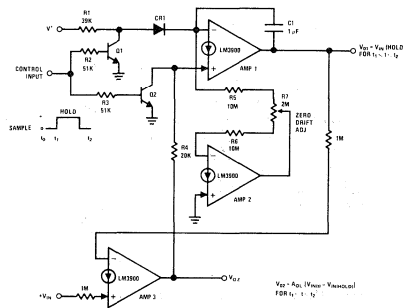 R1
39K
CR1
C1
1 µF
V+
R2
51K
Q1
LM3900
AMP 1
VO1 = VIN|HOLD
FOR t1 ≤ t ≤ t2
CONTROL
INPUT
R3
51K
Q2
R5
10M
R7
2M
HOLD
SAMPLE
0
t0 t1 t2
R6
10M
ZERO
DRIFT
ADJ
1M
R4
20K
LM3900
AMP 2
LM3900
VO2
AMP 3
+VIN
1M
VO2 = AOL [VIN(t) − VIN(HOLD)]
FOR t1 ≤ t ≤ t2